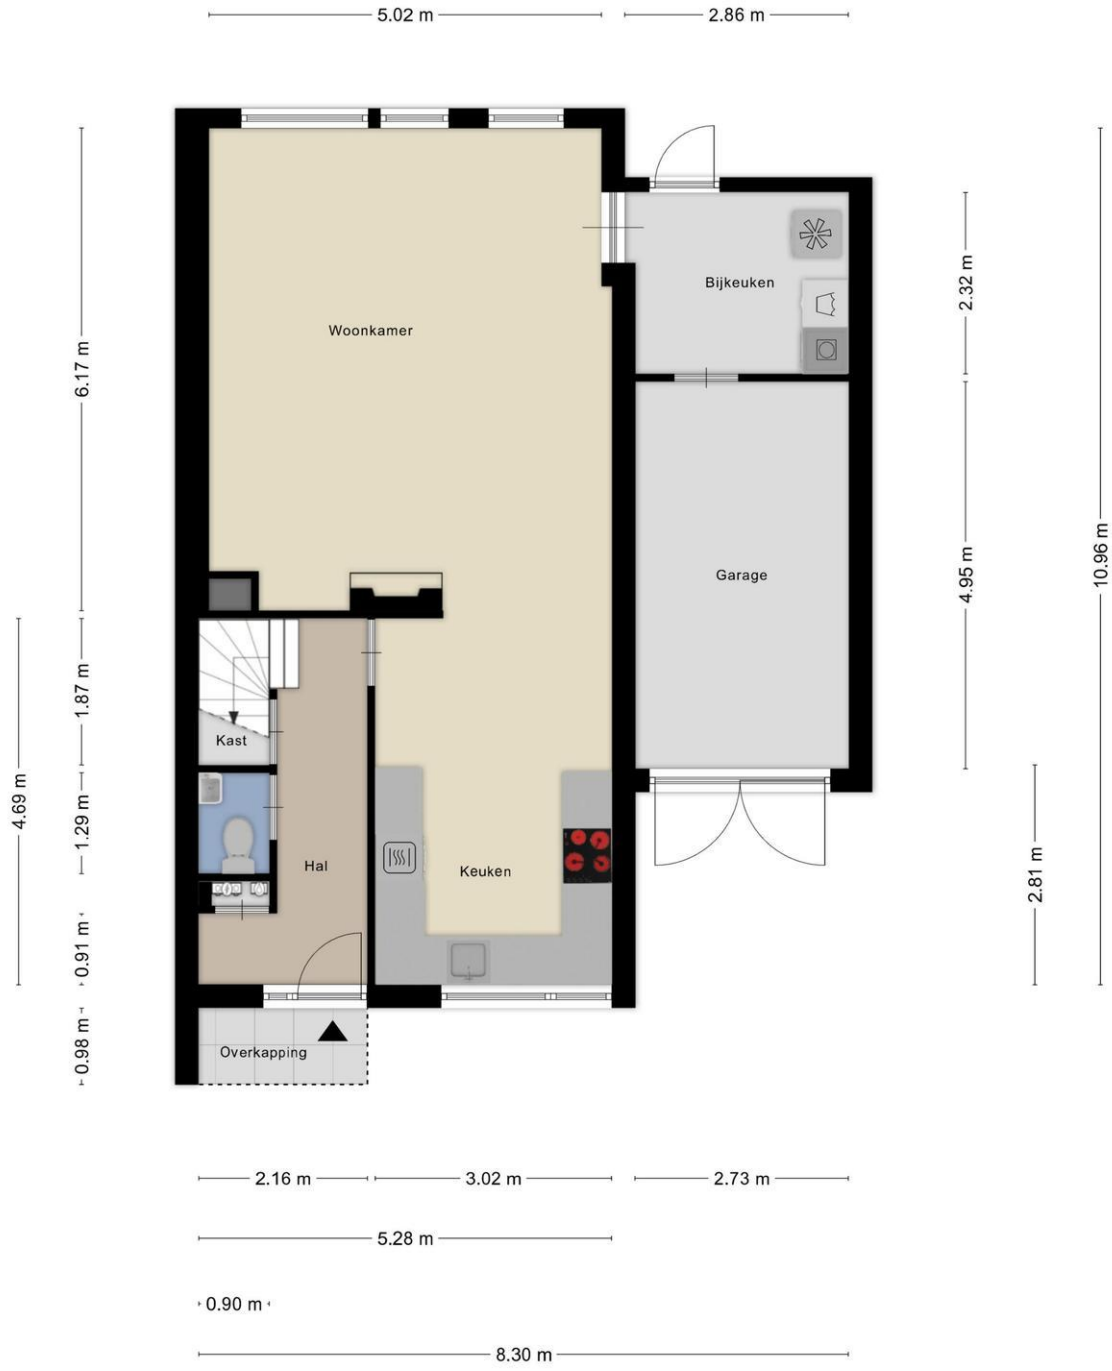 5.02 m
2.86 m
Bijkeuken
2.32 m
Woonkamer
6.17 m
10.96 m
Garage
4.95 m
1.87 m
Kast
4.69 m
1.29 m
Hal
Keuken
2.81 m
0.91 m
0.98 m
Overkapping
2.16 m
3.02 m
2.73 m
5.28 m
0.90 m
8.30 m